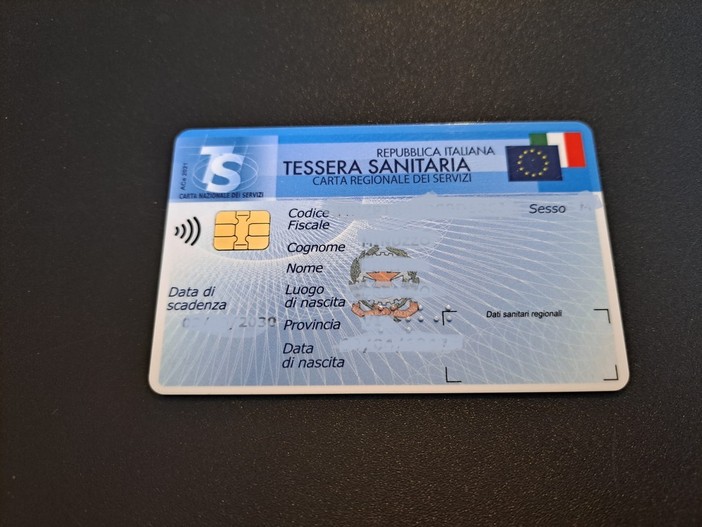 REPUBBLICA ITALIANA
TESSERA SANITARIA
CARTA REGIONALE DEI SERVIZI
TS
CARTA NAZIONALE DEI SERVIZI
Codice
Fiscale
Sesso
Cognome
Nome
Luogo
di nascita
Data di
scadenza
2030
Provincia
Dati sanitari regionali
Data
di nascita